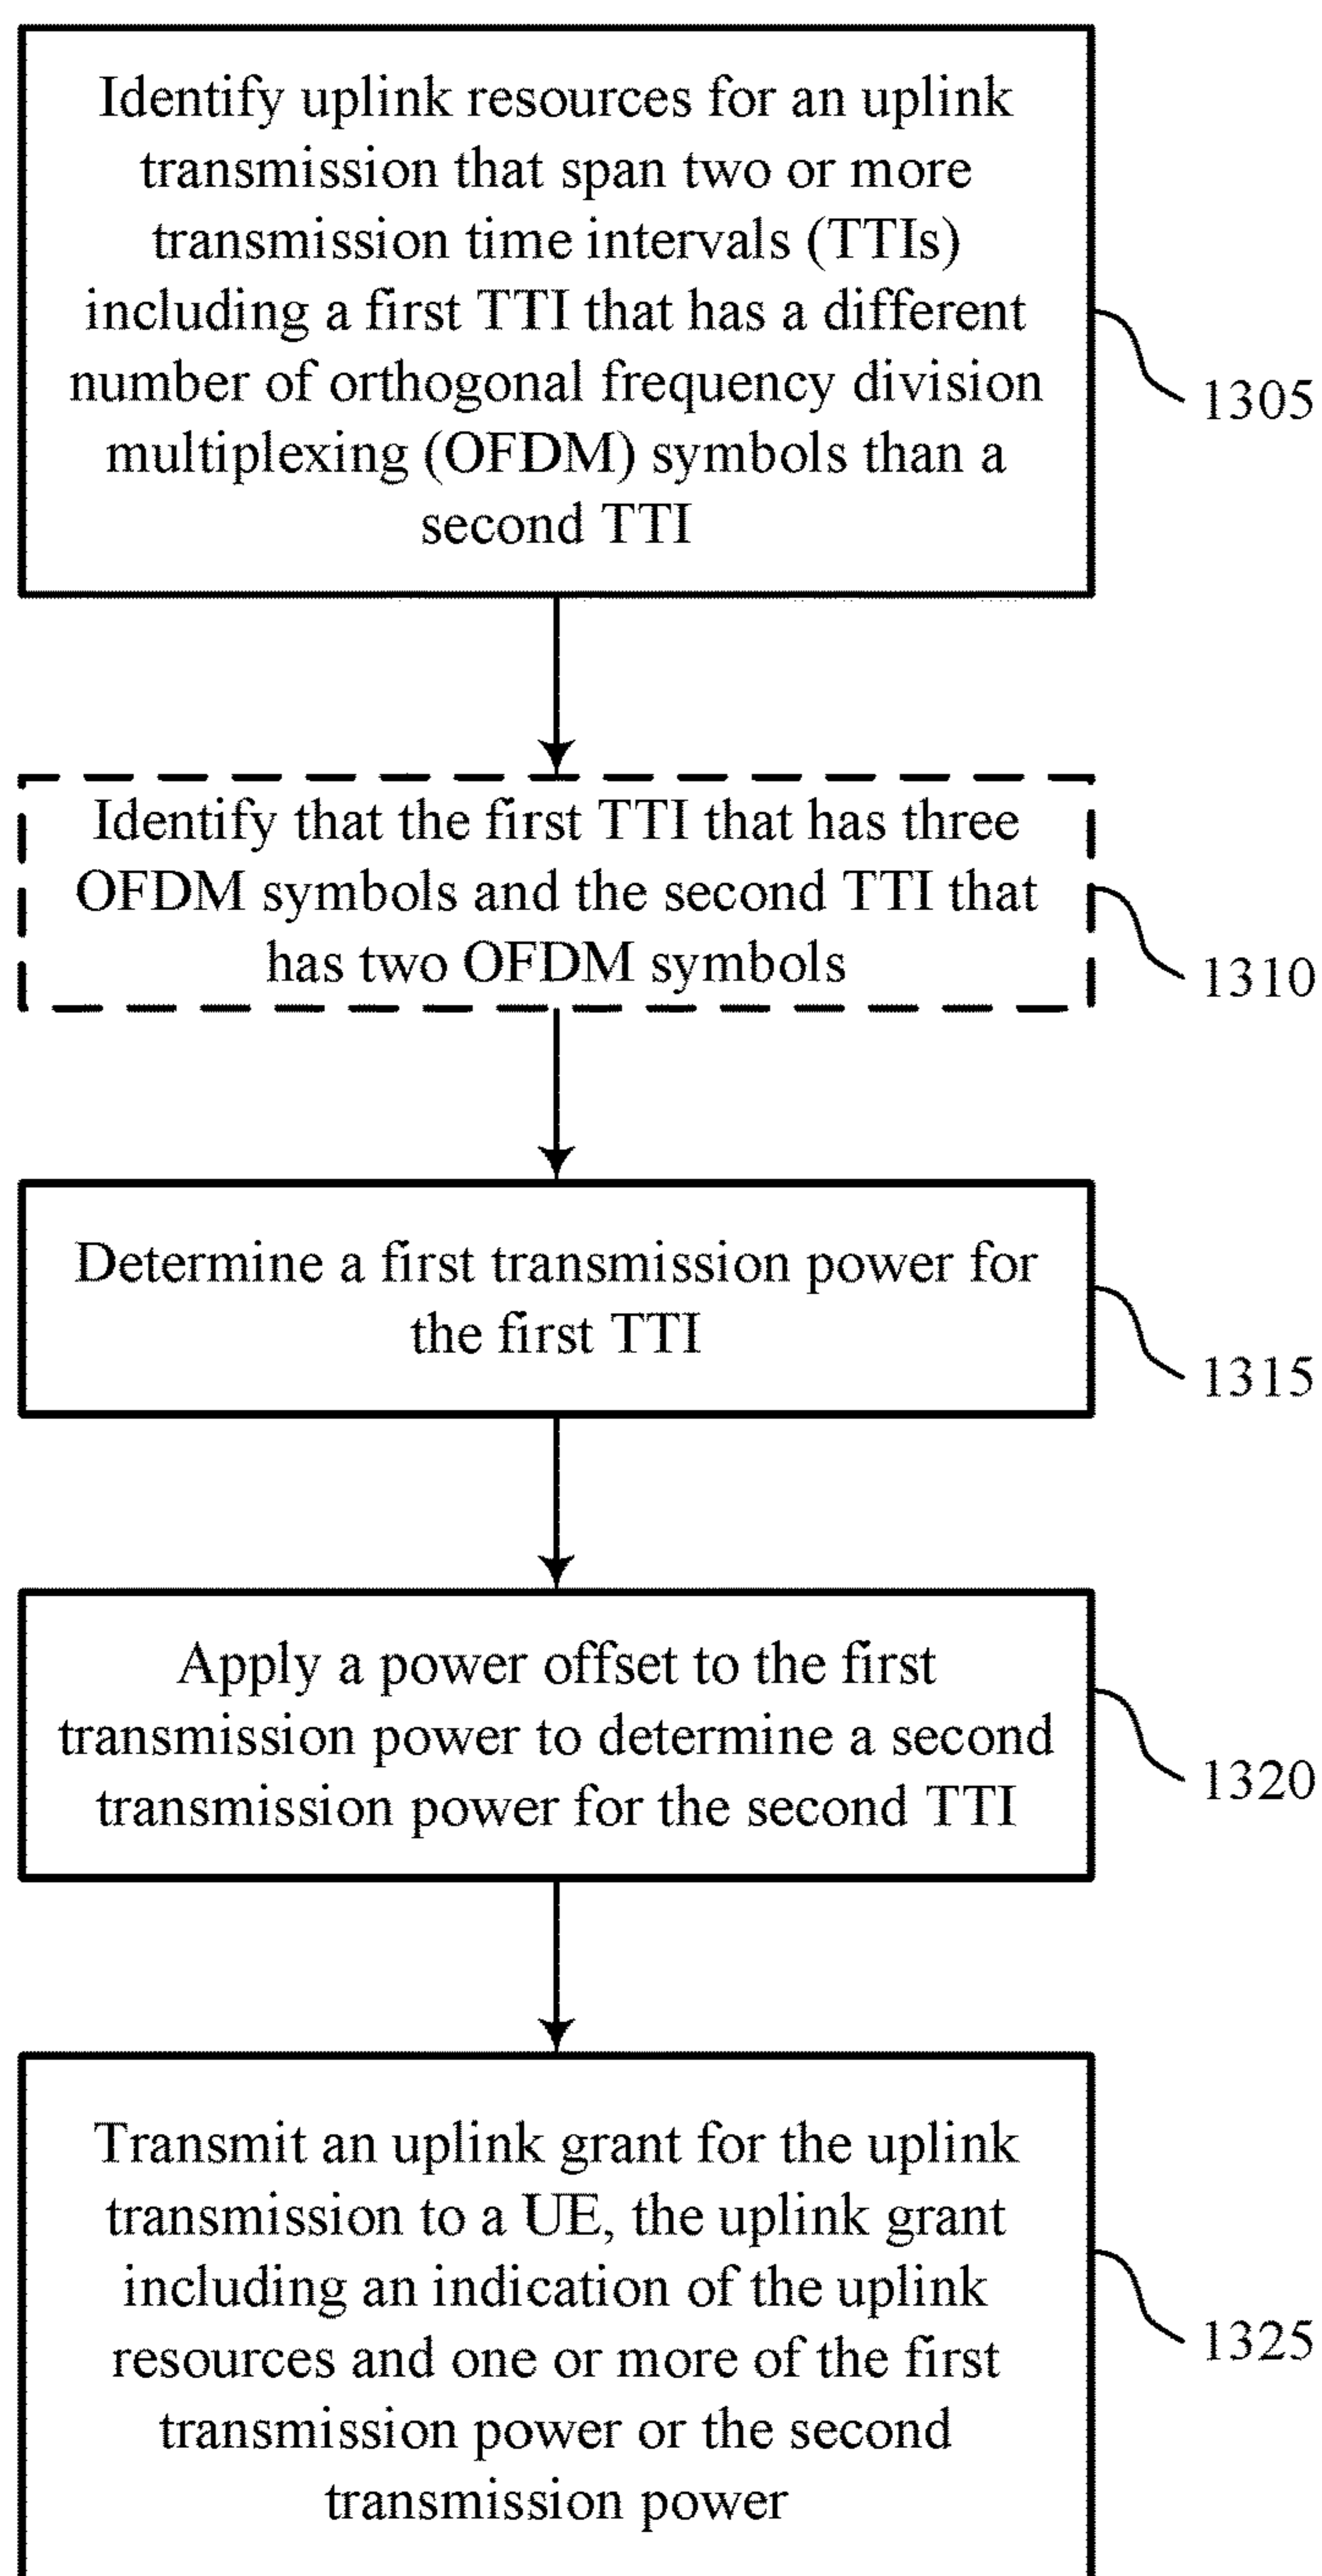 Identify uplink resources for an uplink
transmission that span two or more
transmission time intervals (TTIs)
including a first TTI that has a different
number of orthogonal frequency division
multiplexing (OFDM) symbols than a
second TTI
1305
Identify that the first TTI that has three
OFDM symbols and the second TTI that
has two OFDM symbols
1310
Determine a first transmission power for
the first TTI
1315
Apply a power offset to the first
transmission power to determine a second
transmission power for the second TTI
1320
Transmit an uplink grant for the uplink
transmission to a UE, the uplink grant
including an indication of the uplink
resources and one or more of the first
transmission power or the second
transmission power
1325